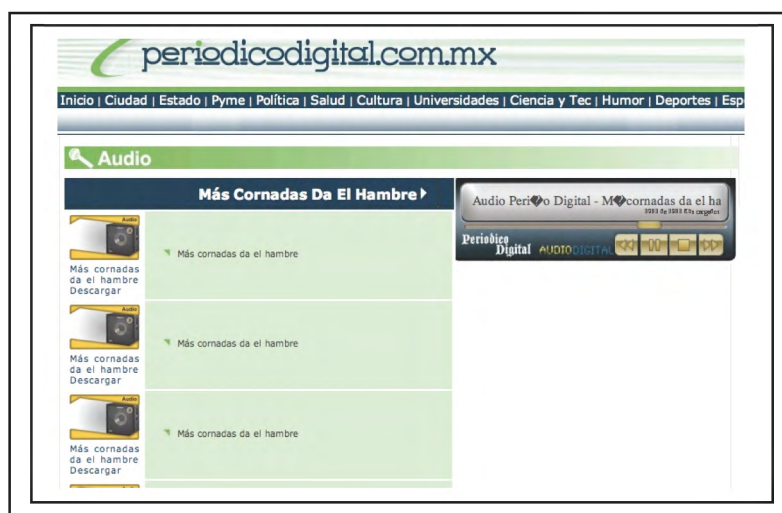 periodicodigital.com.mx
Inicio | Ciudad | Estado | Pyme | Política | Salud | Cultura | Universidades | Ciencia y Tec | Humor | Deportes | Esp
Audio
Más Cornadas Da El Hambre
Audio
Más cornadas
da el hambre
Descargar
Más cornadas da el hambre
Audio
Más cornadas
da el hambre
Descargar
Más cornadas da el hambre
Audio
Más cornadas
da el hambre
Descargar
Más cornadas da el hambre
Audio Peri�o Digital - M�cornadas da el ha
Periodico
Digital AUDIODIGITAL